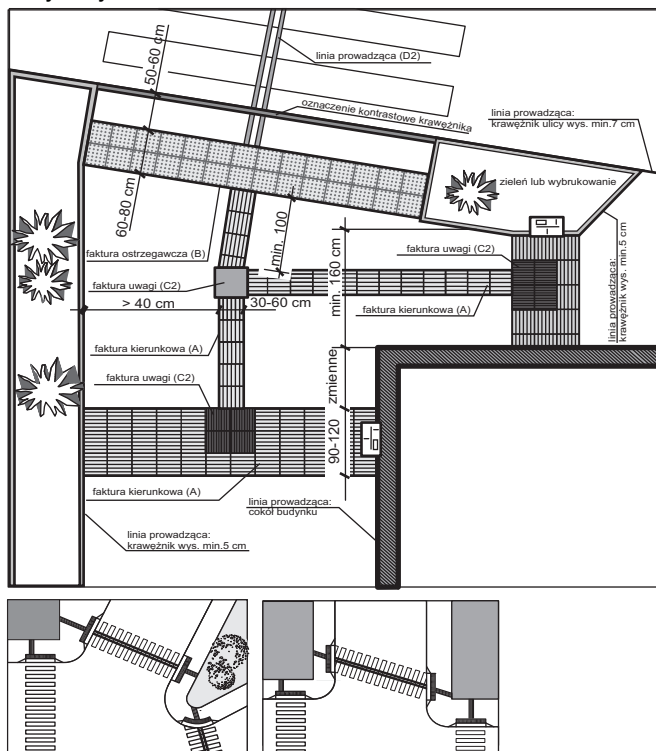 50-60 cm
linia prowadząca (D2)
oznaczenie kontrastowe krawężnika
linia prowadząca:
krawężnik ulicy wys. min.7 cm
60-80 cm
zieleń lub wybrukowanie
min. 100
faktura ostrzegawcza (B)
min. 160 cm
faktura uwagi (C2)
faktura uwagi (C2)
linia prowadząca:
krawężnik wys. min.5 cm
> 40 cm
30-60 cm
faktura kierunkowa (A)
faktura kierunkowa (A)
zmienne
faktura uwagi (C2)
90-120
faktura kierunkowa (A)
linia prowadząca:
cokół budynku
linia prowadząca:
krawężnik wys. min.5 cm